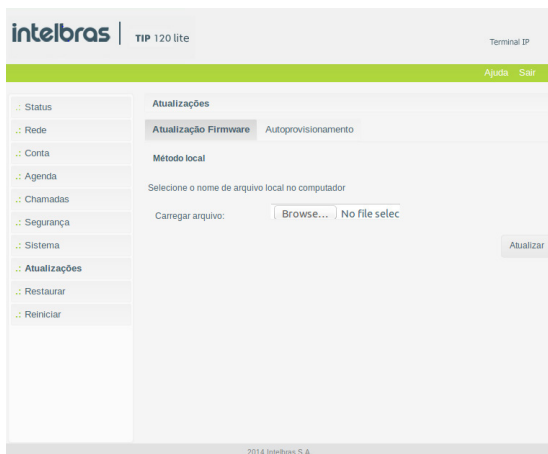 intelbras | TIP 120 lite
Terminal IP
Ajuda Sair
.: Status
.: Rede
.: Conta
.: Agenda
.: Chamadas
.: Segurança
.: Sistema
.: Atualizações
.: Restaurar
.: Reiniciar
Atualizações
Atualização Firmware Autoprovisionamento
Método local
Selecione o nome de arquivo local no computador
Carregar arquivo: Browse... No file selec
Atualizar
2014 Intelbras S.A.